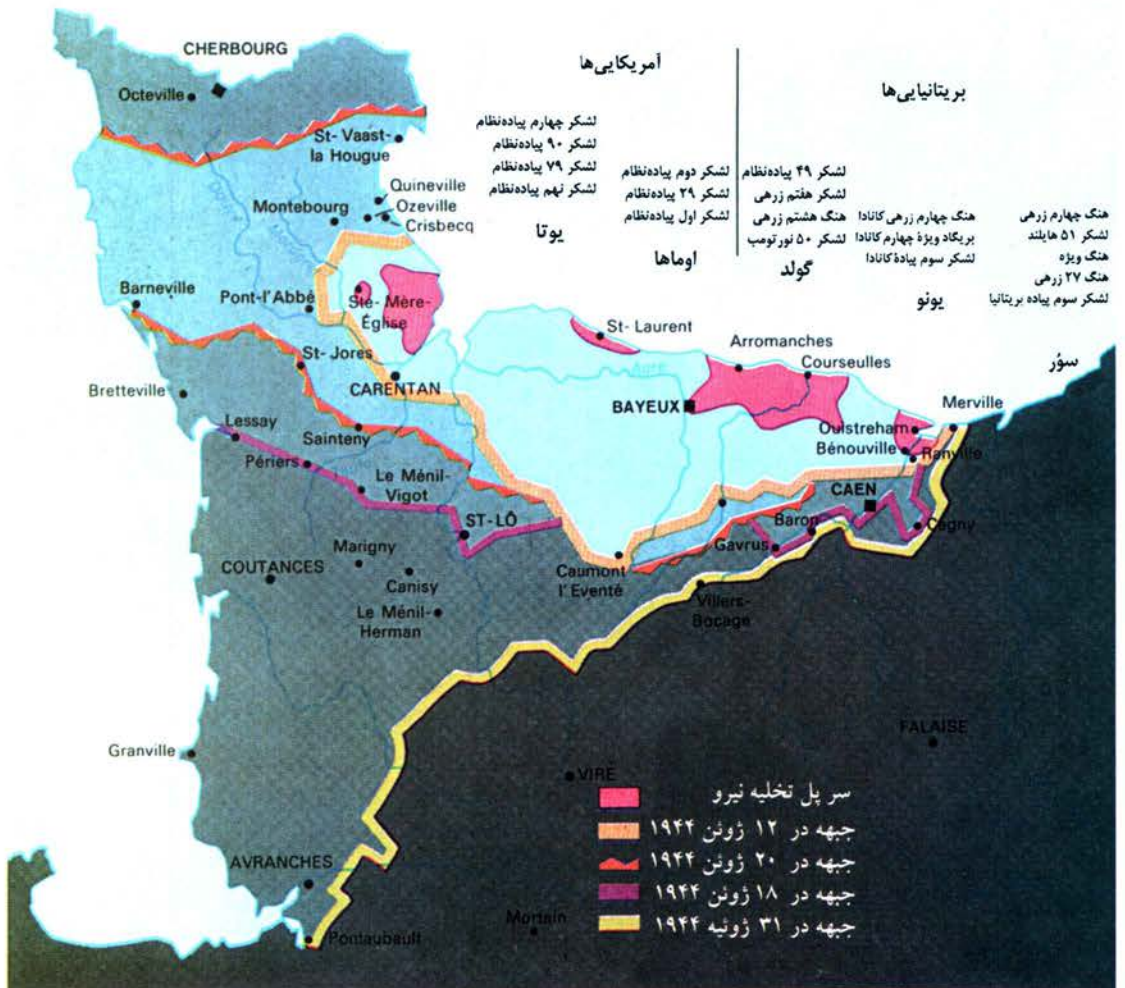 آمریکایی‌ها
لشکر چهارم پیاده‌نظام
لشکر ۹۰ پیاده‌نظام
لشکر ۷۹ پیاده‌نظام
لشکر نهم پیاده‌نظام
یوتا
لشکر دوم پیاده‌نظام
لشکر ۲۹ پیاده‌نظام
لشکر اول پیاده‌نظام
اوماها
بریتانیایی‌ها
لشکر ۴۹ پیاده‌نظام
لشکر هفتم زرهی
هنگ هشتم زرهی
لشکر ۵۰ نورتومب
گولد
هنگ چهارم زرهی کانادا
بریگاد ویژهٔ چهارم کانادا
لشکر سوم پیادهٔ کانادا
یونو
هنگ چهارم زرهی
لشکر ۵۱ هایلند
هنگ ویژه
هنگ ۲۷ زرهی
لشکر سوم پیاده بریتانیا
سوُر
CHERBOURG
Octeville
St-Vaast-
la Hougue
Quineville
Ozeville
Crisbecq
Montebourg
Barneville
Pont-l'Abbé
Sté-Mère-
Église
St-Laurent
Arromanches
Courseulles
St-Jores
CARENTAN
Aure
Bretteville
BAYEUX
Merville
Lessay
Sainteny
Ouistreham
Bénouville
Ranville
Périers
Le Ménil-
Vigot
CAEN
ST-LÔ
Baron
Cagny
Gavrus
Marigny
COUTANCES
Canisy
Caumont
l'Eventé
Le Ménil-
Herman
Villers-
Bocage
Granville
FALAISE
VIRE
AVRANCHES
Mortain
Pontaubault
سر پل تخلیه نیرو
جبهه در ۱۲ ژوئن ۱۹۴۴
جبهه در ۲۰ ژوئن ۱۹۴۴
جبهه در ۱۸ ژوئن ۱۹۴۴
جبهه در ۳۱ ژوئیه ۱۹۴۴